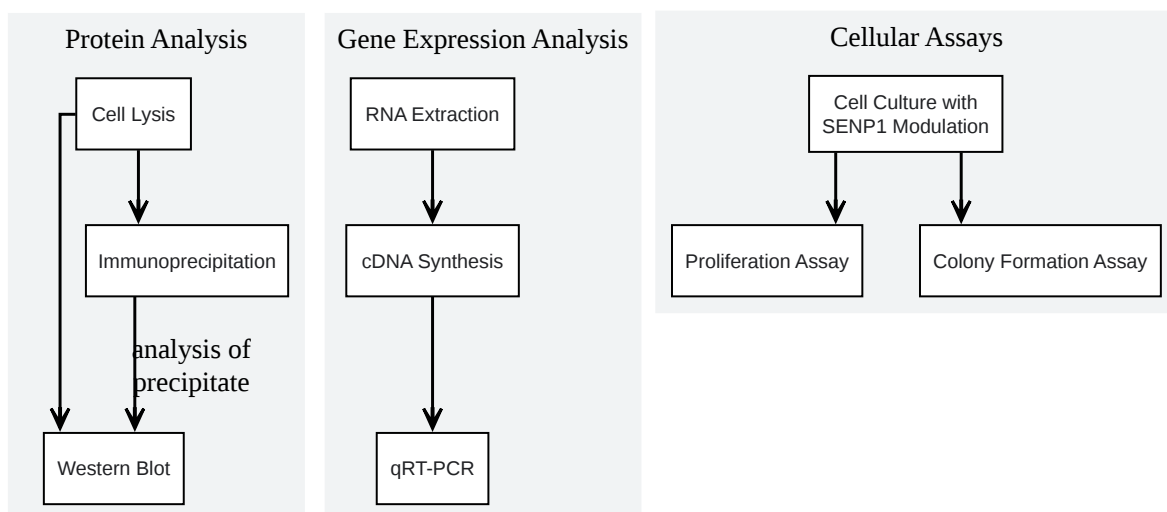 Protein Analysis
Cell Lysis
Immunoprecipitation
analysis of
precipitate
Western Blot
Gene Expression Analysis
RNA Extraction
cDNA Synthesis
qRT-PCR
Cellular Assays
Cell Culture with
SENP1 Modulation
Proliferation Assay
Colony Formation Assay